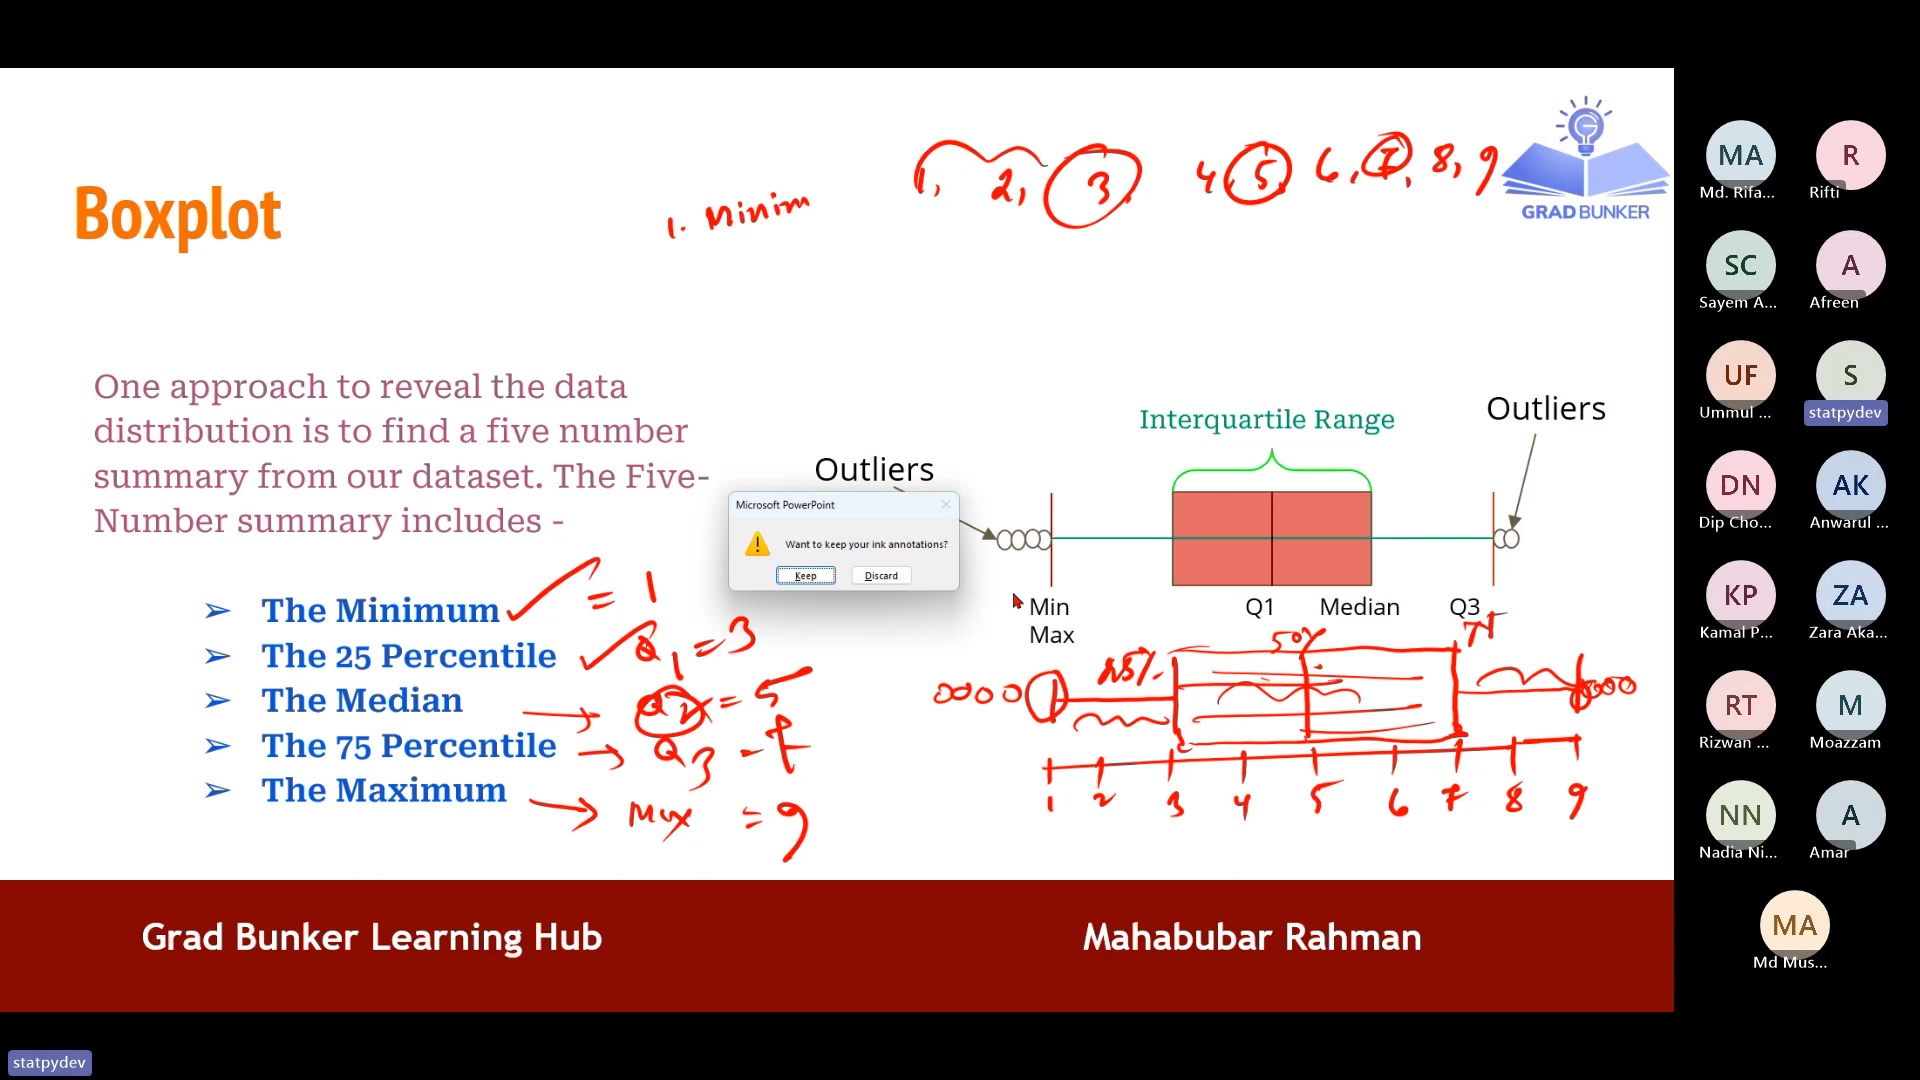 Boxplot
1. Minim
1, 2, 3, 4, 5, 6, 7, 8, 9
GRAD BUNKER
One approach to reveal the data
distribution is to find a five number
summary from our dataset. The Five-
Number summary includes -
➢ The Minimum = 1
➢ The 25 Percentile Q1 = 3
➢ The Median Q2 = 5
➢ The 75 Percentile Q3 - 7
➢ The Maximum Max = 9
Outliers
Interquartile Range
Outliers
Microsoft PowerPoint
Want to keep your ink annotations?
Keep
Discard
Min
Max
Q1
Median
Q3
25%
50%
1 2 3 4 5 6 7 8 9
Grad Bunker Learning Hub
Mahabubar Rahman
MA
Md. Rifa...
R
Rifti
SC
Sayem A...
A
Afreen
UF
Ummul ...
S
statpydev
DN
Dip Cho...
AK
Anwarul ...
KP
Kamal P...
ZA
Zara Aka...
RT
Rizwan ...
M
Moazzam
NN
Nadia Ni...
A
Amar
MA
Md Mus...
statpydev